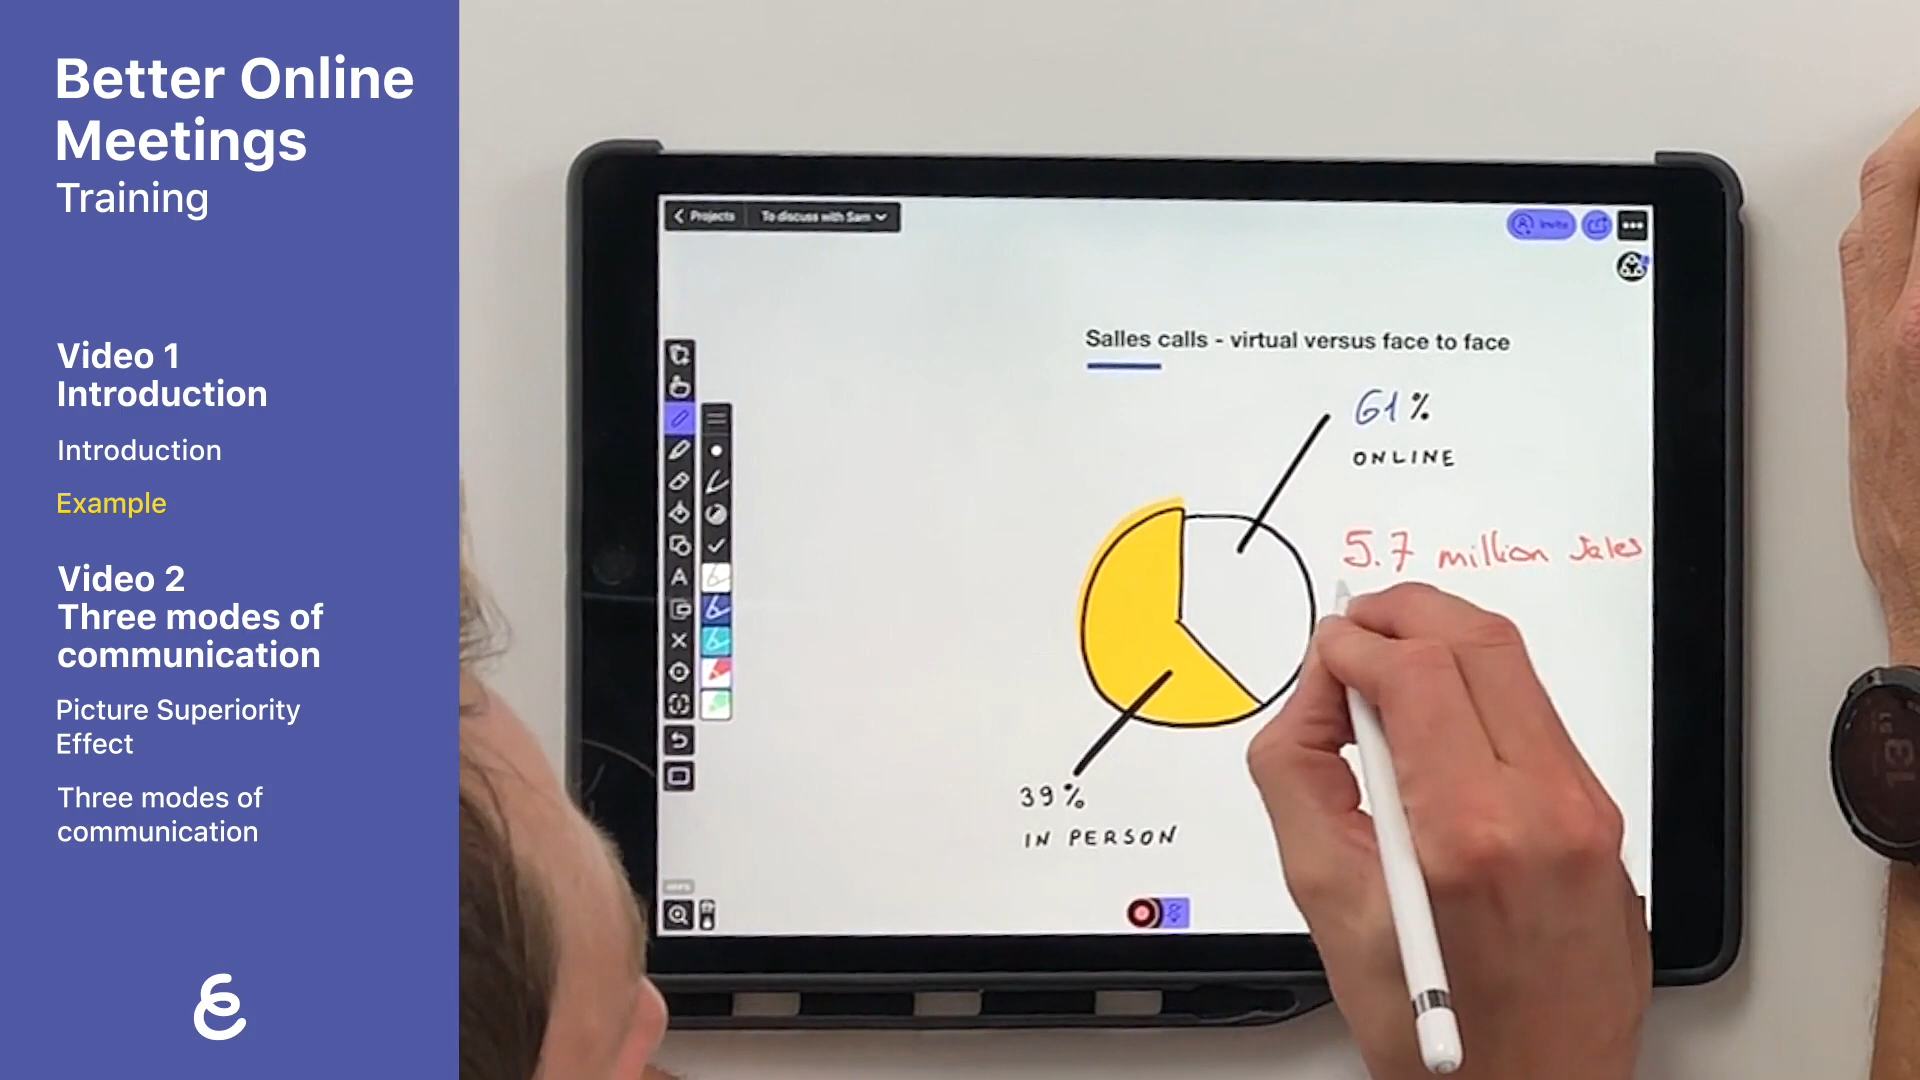 Better Online
Meetings
Training
Video 1
Introduction
Introduction
Example
Video 2
Three modes of
communication
Picture Superiority
Effect
Three modes of
communication
Projects
To discuss with Sam
Invite
Salles calls - virtual versus face to face
61%
ONLINE
5.7 million Sales
39%
IN PERSON
A